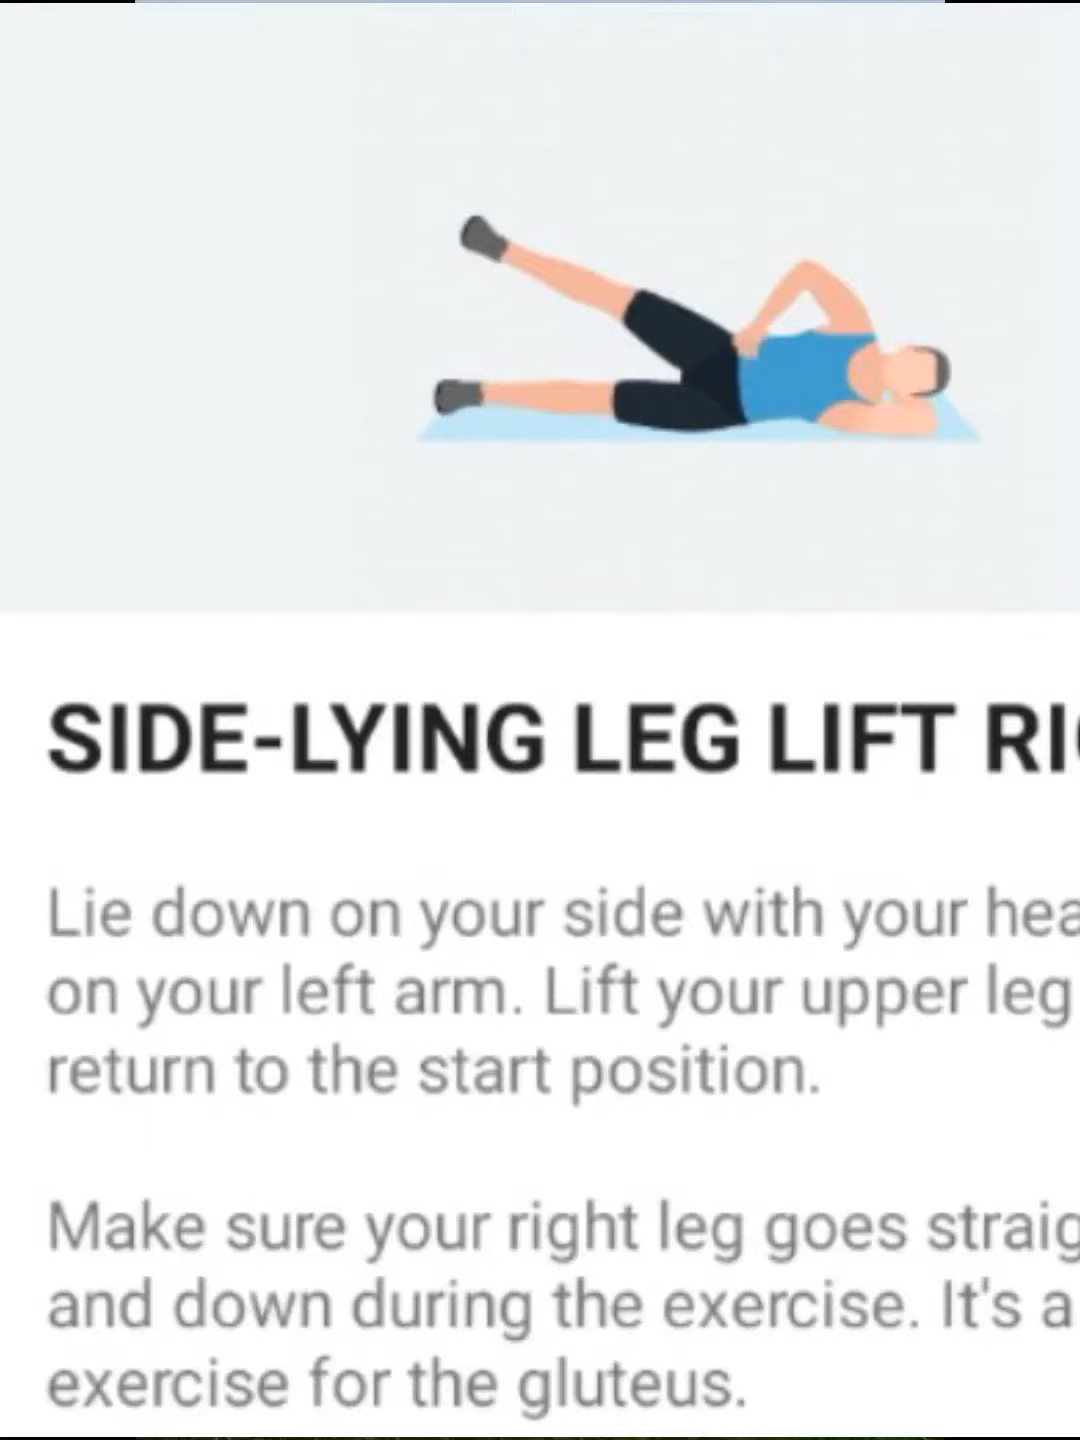 SIDE-LYING LEG LIFT
Lie down on your side with your
on your left arm. Lift your upper leg
return to the start position.
Make sure your right leg goes
and down during the exercise. It's a
exercise for the gluteus.